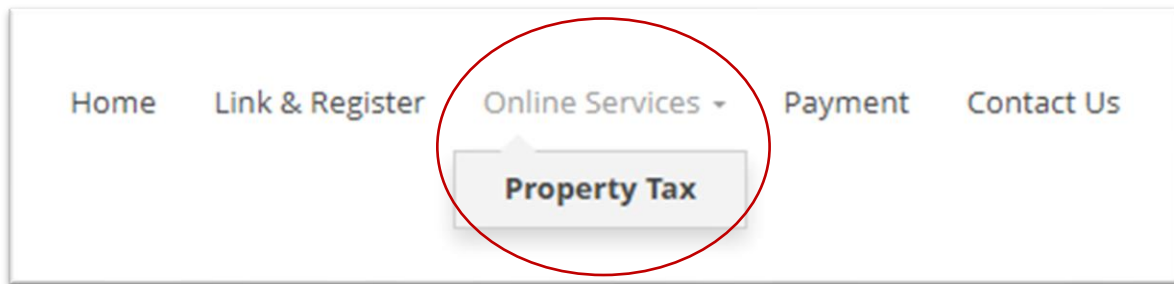 Home Link & Register Online Services Payment Contact Us
Property Tax